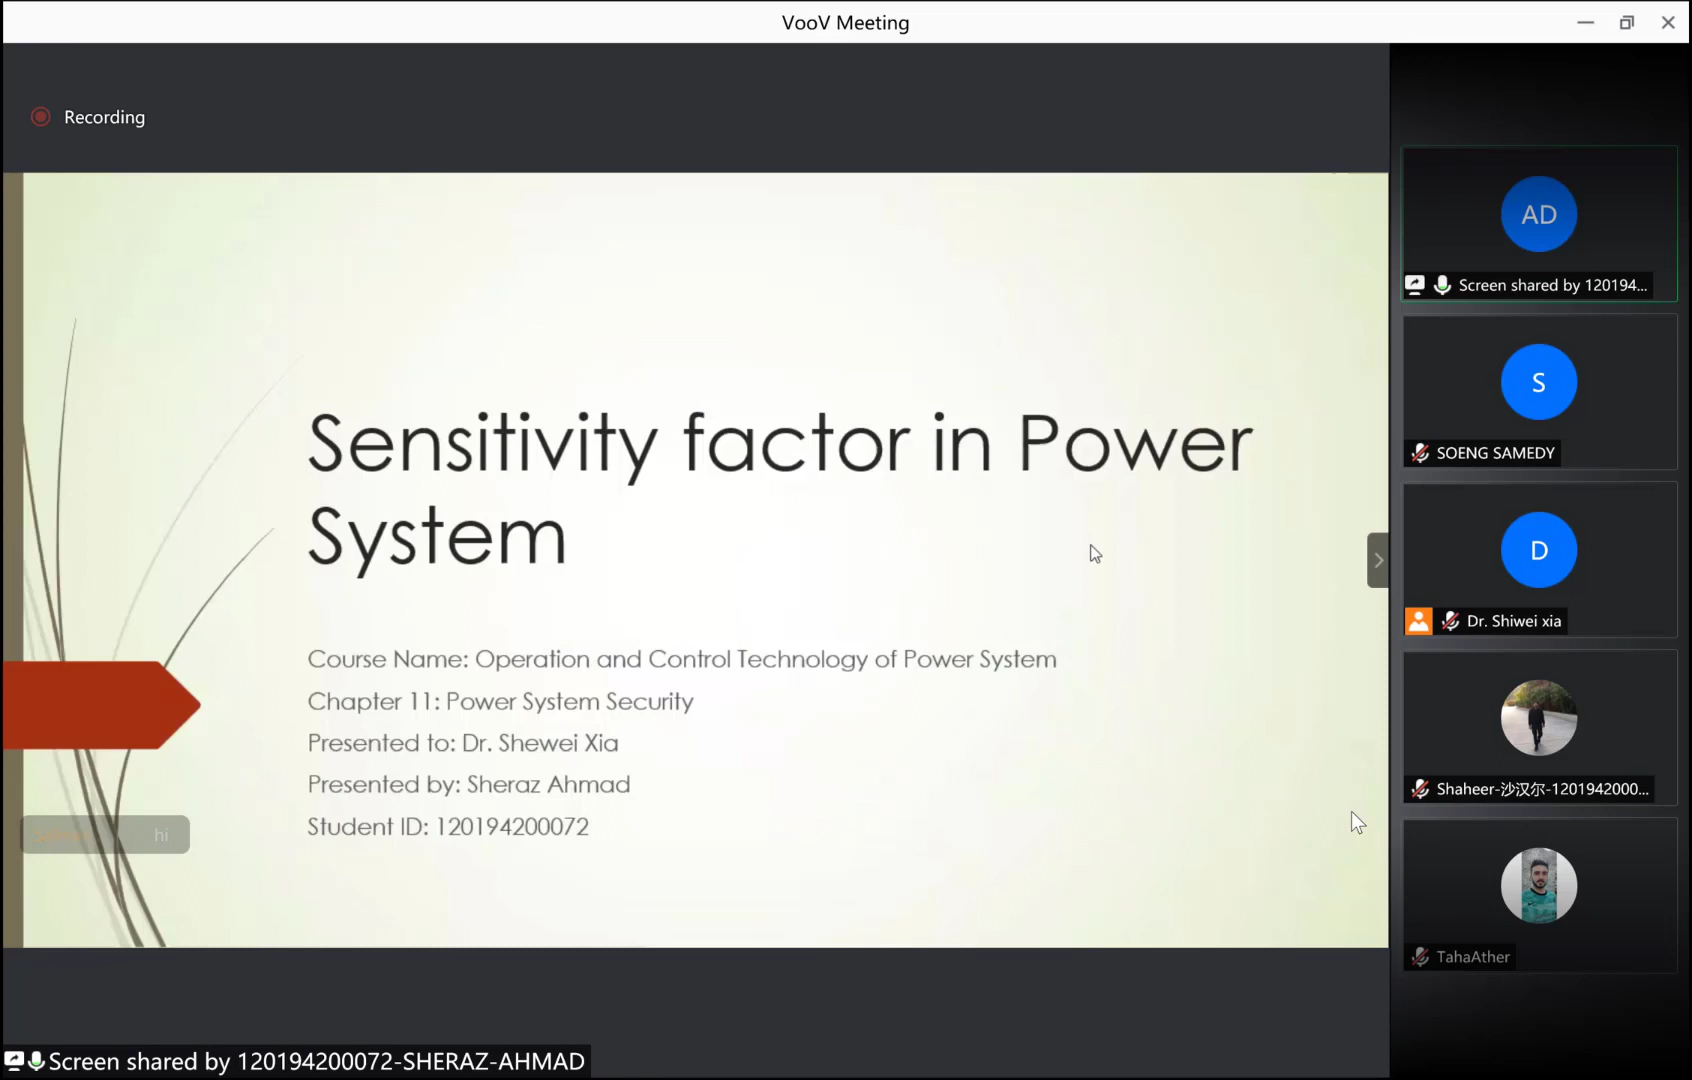 VooV Meeting
Recording
Sensitivity factor in Power
System
Course Name: Operation and Control Technology of Power System
Chapter 11: Power System Security
Presented to: Dr. Shewei Xia
Presented by: Sheraz Ahmad
Student ID: 120194200072
hi
Screen shared by 120194200072-SHERAZ-AHMAD
AD
Screen shared by 120194...
S
SOENG SAMEDY
D
Dr. Shiwei xia
Shaheer-沙汉尔-1201942000...
TahaAther